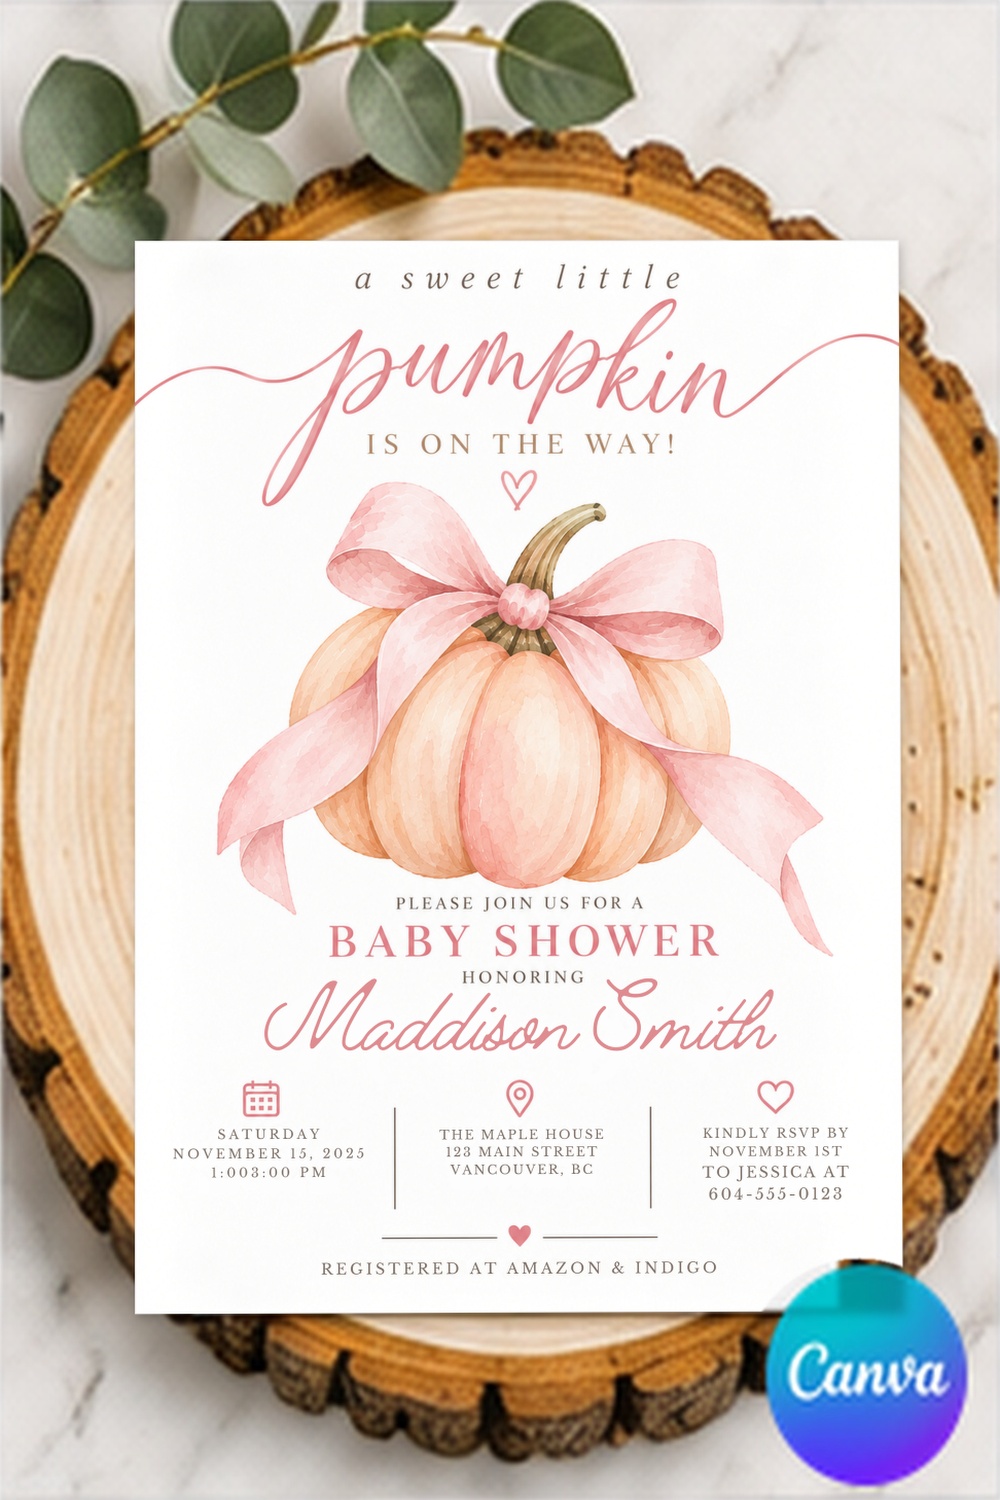 a sweet little
pumpkin
IS ON THE WAY!
PLEASE JOIN US FOR A
BABY SHOWER
HONORING
Maddison Smith
SATURDAY
NOVEMBER 15, 2025
1:003:00 PM
THE MAPLE HOUSE
123 MAIN STREET
VANCOUVER, BC
KINDLY RSVP BY
NOVEMBER 1ST
TO JESSICA AT
604-555-0123
REGISTERED AT AMAZON & INDIGO
Canva